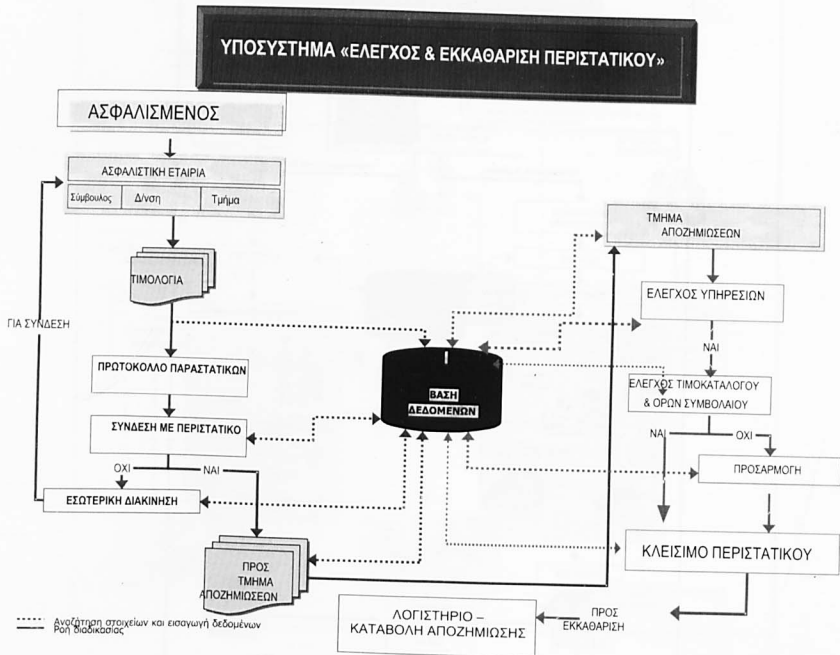 ΥΠΟΣΥΣΤΗΜΑ «ΕΛΕΓΧΟΣ & ΕΚΚΑΘΑΡΙΣΗ ΠΕΡΙΣΤΑΤΙΚΟΥ»
ΑΣΦΑΛΙΣΜΕΝΟΣ
ΑΣΦΑΛΙΣΤΙΚΗ ΕΤΑΙΡΙΑ
Σύμβουλος Δ/νση Τμήμα
ΤΙΜΟΛΟΓΙΑ
ΓΙΑ ΣΥΝΔΕΣΗ
ΠΡΩΤΟΚΟΛΛΟ ΠΑΡΑΣΤΑΤΙΚΩΝ
ΣΥΝΔΕΣΗ ΜΕ ΠΕΡΙΣΤΑΤΙΚΟ
ΟΧΙ ΝΑΙ
ΕΣΩΤΕΡΙΚΗ ΔΙΑΚΙΝΗΣΗ
ΠΡΟΣ
ΤΜΗΜΑ
ΑΠΟΖΗΜΙΩΣΕΩΝ
ΒΑΣΗ
ΔΕΔΟΜΕΝΩΝ
ΤΜΗΜΑ
ΑΠΟΖΗΜΙΩΣΕΩΝ
ΕΛΕΓΧΟΣ ΥΠΗΡΕΣΙΩΝ
ΝΑΙ
ΕΛΕΓΧΟΣ ΤΙΜΟΚΑΤΑΛΟΓΟΥ
& ΟΡΩΝ ΣΥΜΒΟΛΑΙΟΥ
ΝΑΙ ΟΧΙ
ΠΡΟΣΑΡΜΟΓΗ
ΚΛΕΙΣΙΜΟ ΠΕΡΙΣΤΑΤΙΚΟΥ
ΠΡΟΣ
ΕΚΚΑΘΑΡΙΣΗ
ΛΟΓΙΣΤΗΡΙΟ –
ΚΑΤΑΒΟΛΗ ΑΠΟΖΗΜΙΩΣΗΣ
Αναζήτηση στοιχείων και εισαγωγή δεδομένων
Ροή διαδικασίας